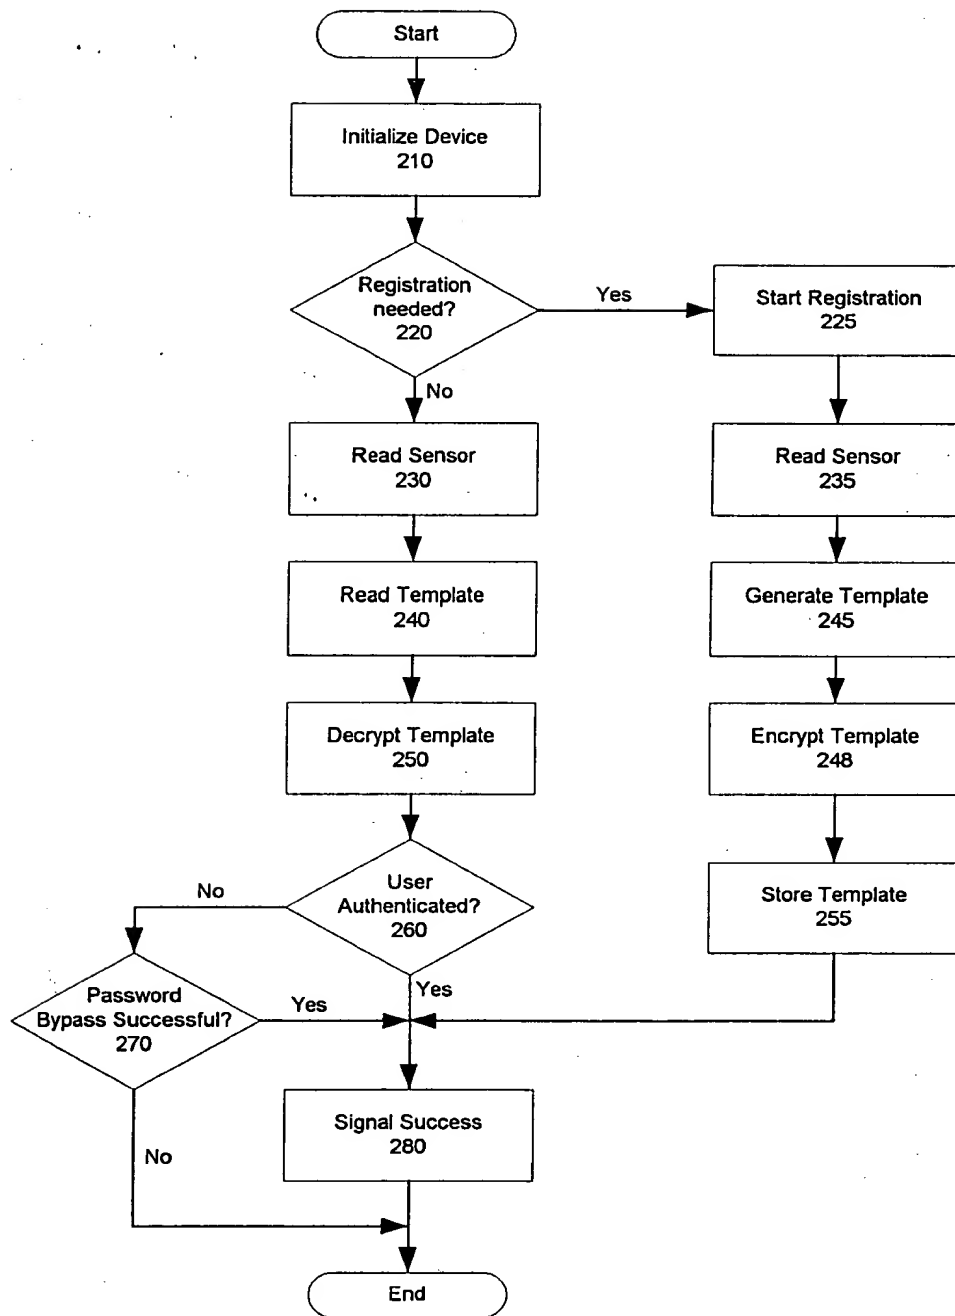 Start
Initialize Device
210
Registration
needed?
220
Yes
Start Registration
225
No
Read Sensor
230
Read Sensor
235
Read Template
240
Generate Template
245
Decrypt Template
250
Encrypt Template
248
User
Authenticated?
260
No
Store Template
255
Yes
Password
Bypass Successful?
270
Yes
Signal Success
280
No
End